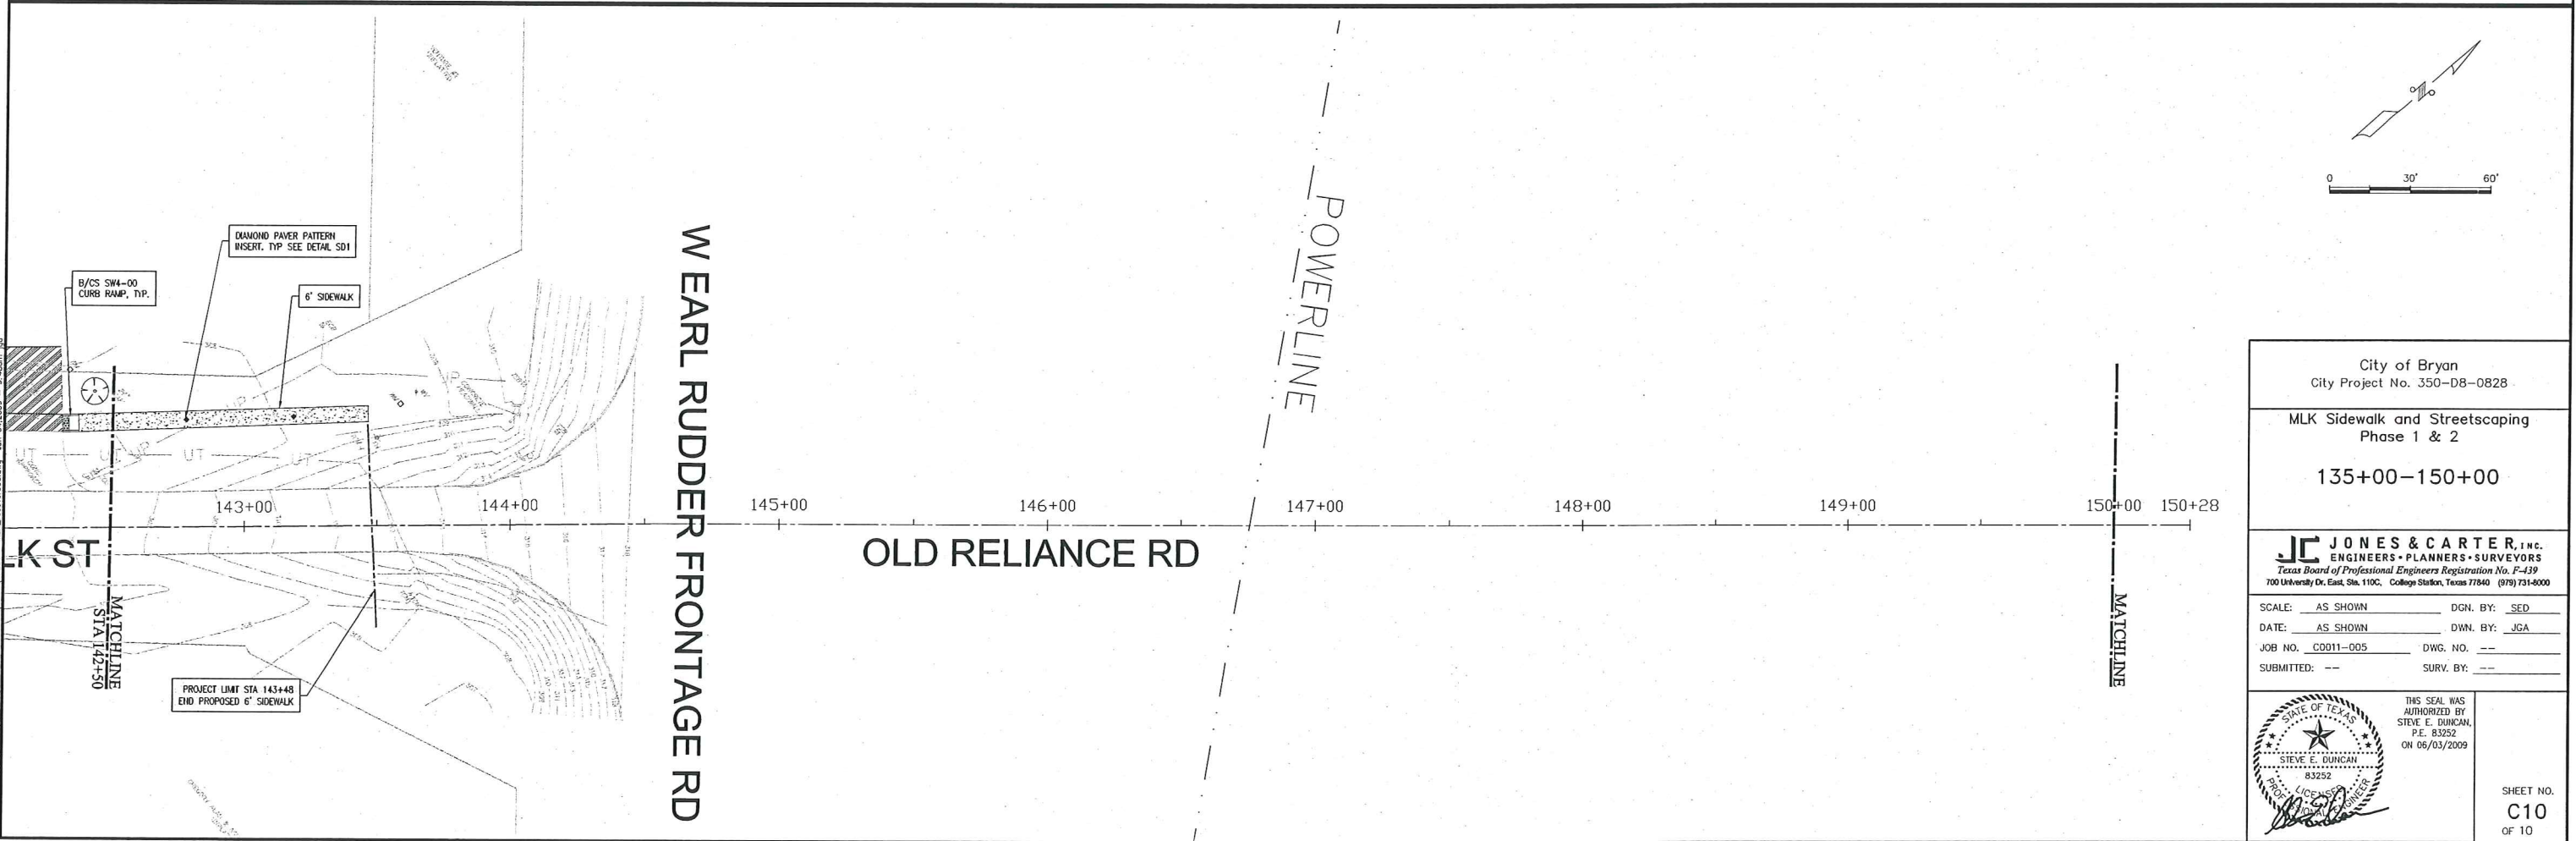 DIAMOND PAVER PATTERN
INSERT, TYP SEE DETAIL SD1
B/CS SW4-00
CURB RAMP, TYP.
6' SIDEWALK
UT
UT
UT
UT
LK ST
MATCHLINE
STA 142+50
PROJECT LIMIT STA 143+48
END PROPOSED 6' SIDEWALK
W EARL RUDDER FRONTAGE RD
143+00
144+00
145+00
146+00
147+00
148+00
149+00
150+00
150+28
OLD RELIANCE RD
POWERLINE
MATCHLINE
0 30' 60'
City of Bryan
City Project No. 350-D8-0828
MLK Sidewalk and Streetscaping
Phase 1 & 2
135+00-150+00
JC JONES & CARTER, INC.
ENGINEERS • PLANNERS • SURVEYORS
Texas Board of Professional Engineers Registration No. F-439
700 University Dr. East, Ste. 110C, College Station, Texas 77840 (979) 731-8000
SCALE: AS SHOWN DGN. BY: SED
DATE: AS SHOWN DWN. BY: JGA
JOB NO. C0011-005 DWG. NO. --
SUBMITTED: -- SURV. BY: --
STATE OF TEXAS
STEVE E. DUNCAN
83252
LICENSED
PROFESSIONAL ENGINEER
THIS SEAL WAS
AUTHORIZED BY
STEVE E. DUNCAN,
P.E. 83252
ON 06/03/2009
SHEET NO.
C10
OF 10